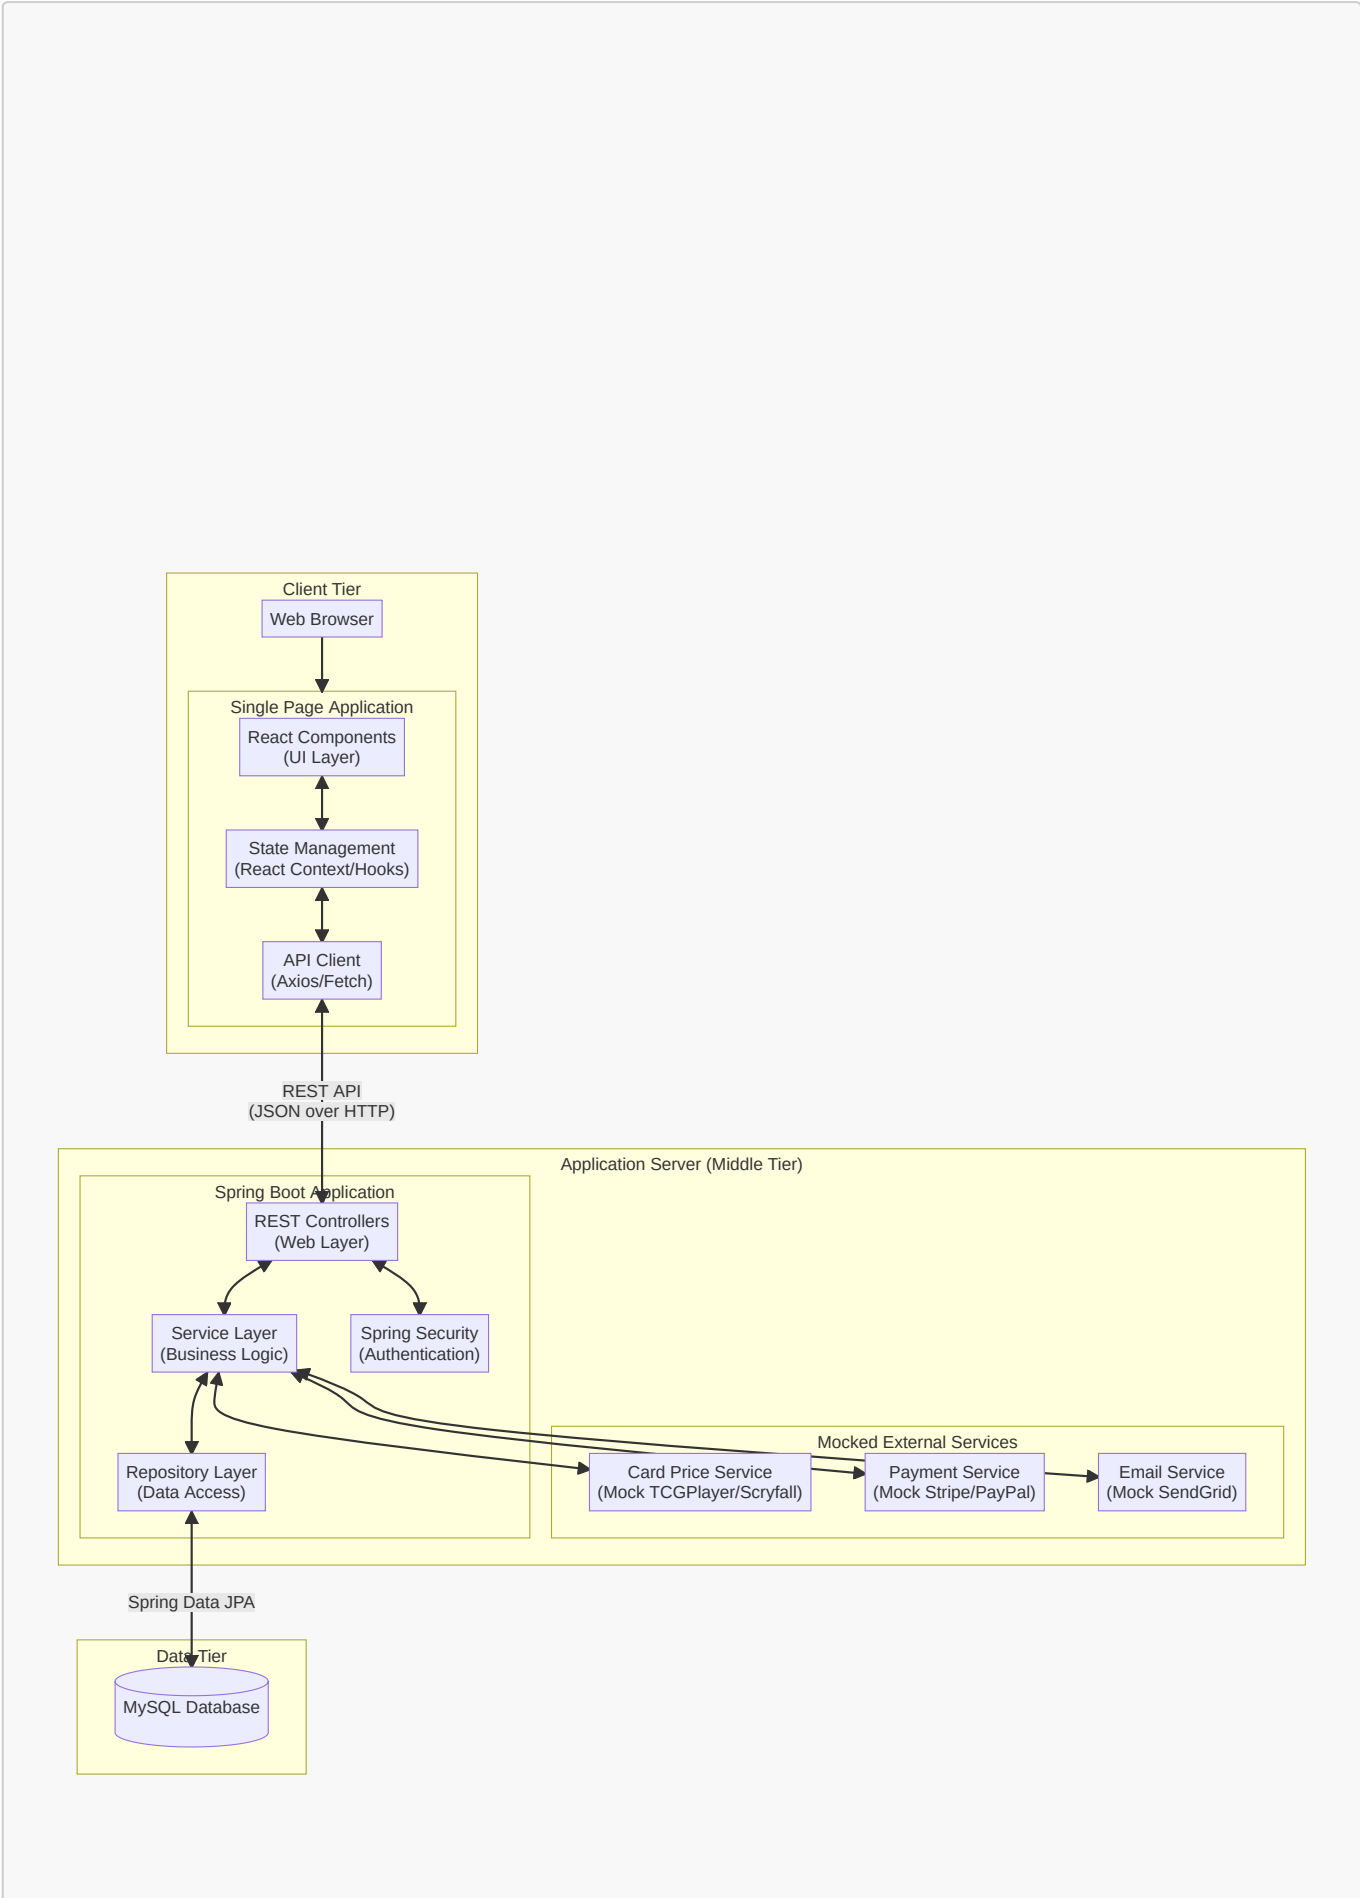 Client Tier
Web Browser
Single Page Application
React Components
(UI Layer)
State Management
(React Context/Hooks)
API Client
(Axios/Fetch)
REST API
(JSON over HTTP)
Application Server (Middle Tier)
Spring Boot Application
REST Controllers
(Web Layer)
Service Layer
(Business Logic)
Spring Security
(Authentication)
Repository Layer
(Data Access)
Mocked External Services
Card Price Service
(Mock TCGPlayer/Scryfall)
Payment Service
(Mock Stripe/PayPal)
Email Service
(Mock SendGrid)
Spring Data JPA
Data Tier
MySQL Database